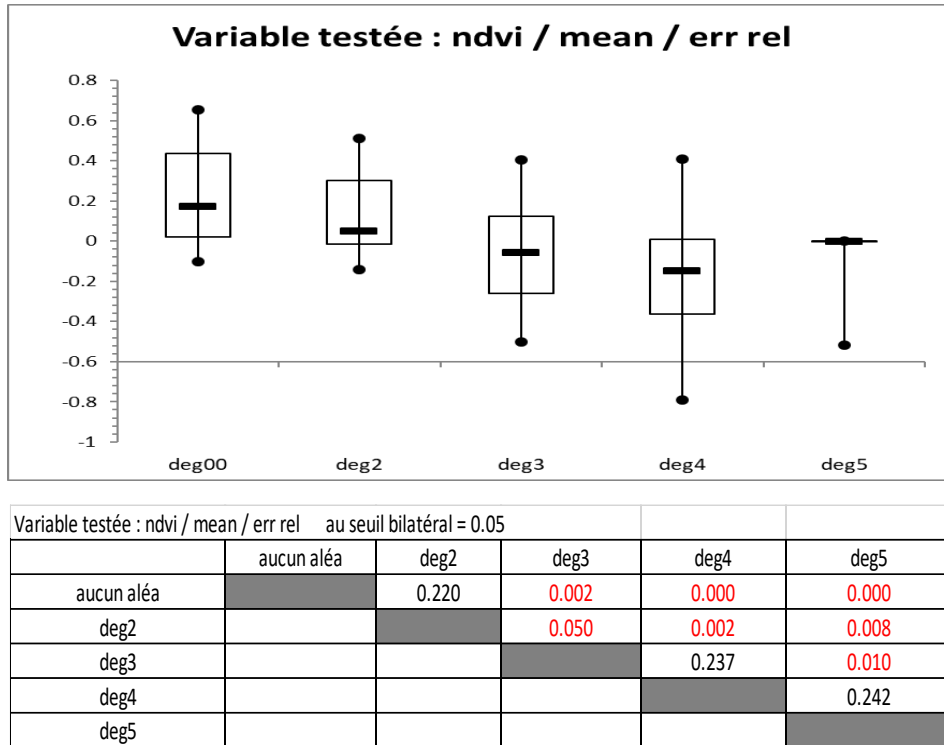 Variable testée : ndvi / mean / err rel
0.8
0.6
0.4
0.2
0
-0.2
-0.4
-0.6
-0.8
-1
deg00 deg2 deg3 deg4 deg5
Variable testée : ndvi / mean / err rel au seuil bilatéral = 0.05
aucun aléa deg2 deg3 deg4 deg5
aucun aléa 0.220 0.002 0.000 0.000
deg2 0.050 0.002 0.008
deg3 0.237 0.010
deg4 0.242
deg5